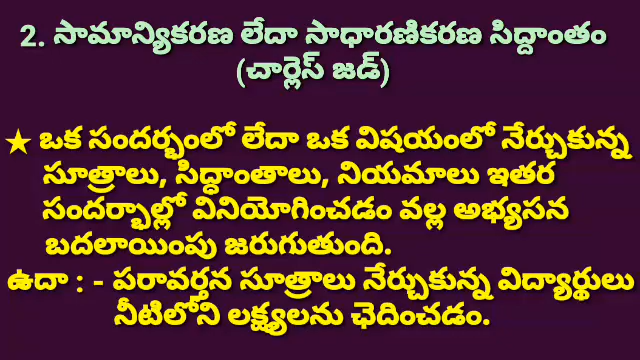 2. సామాన్యికరణ లేదా సాధారణికరణ సిద్దాంతం
(చార్లెస్ జడ్)
★ ఒక సందర్భంలో లేదా ఒక విషయంలో నేర్చుకున్న
సూత్రాలు, సిద్ధాంతాలు, నియమాలు ఇతర
సందర్భాల్లో వినియోగించడం వల్ల అభ్యసన
బదలాయింపు జరుగుతుంది.
ఉదా : - పరావర్తన సూత్రాలు నేర్చుకున్న విద్యార్థులు
నీటిలోని లక్ష్యలను ఛెదించడం.